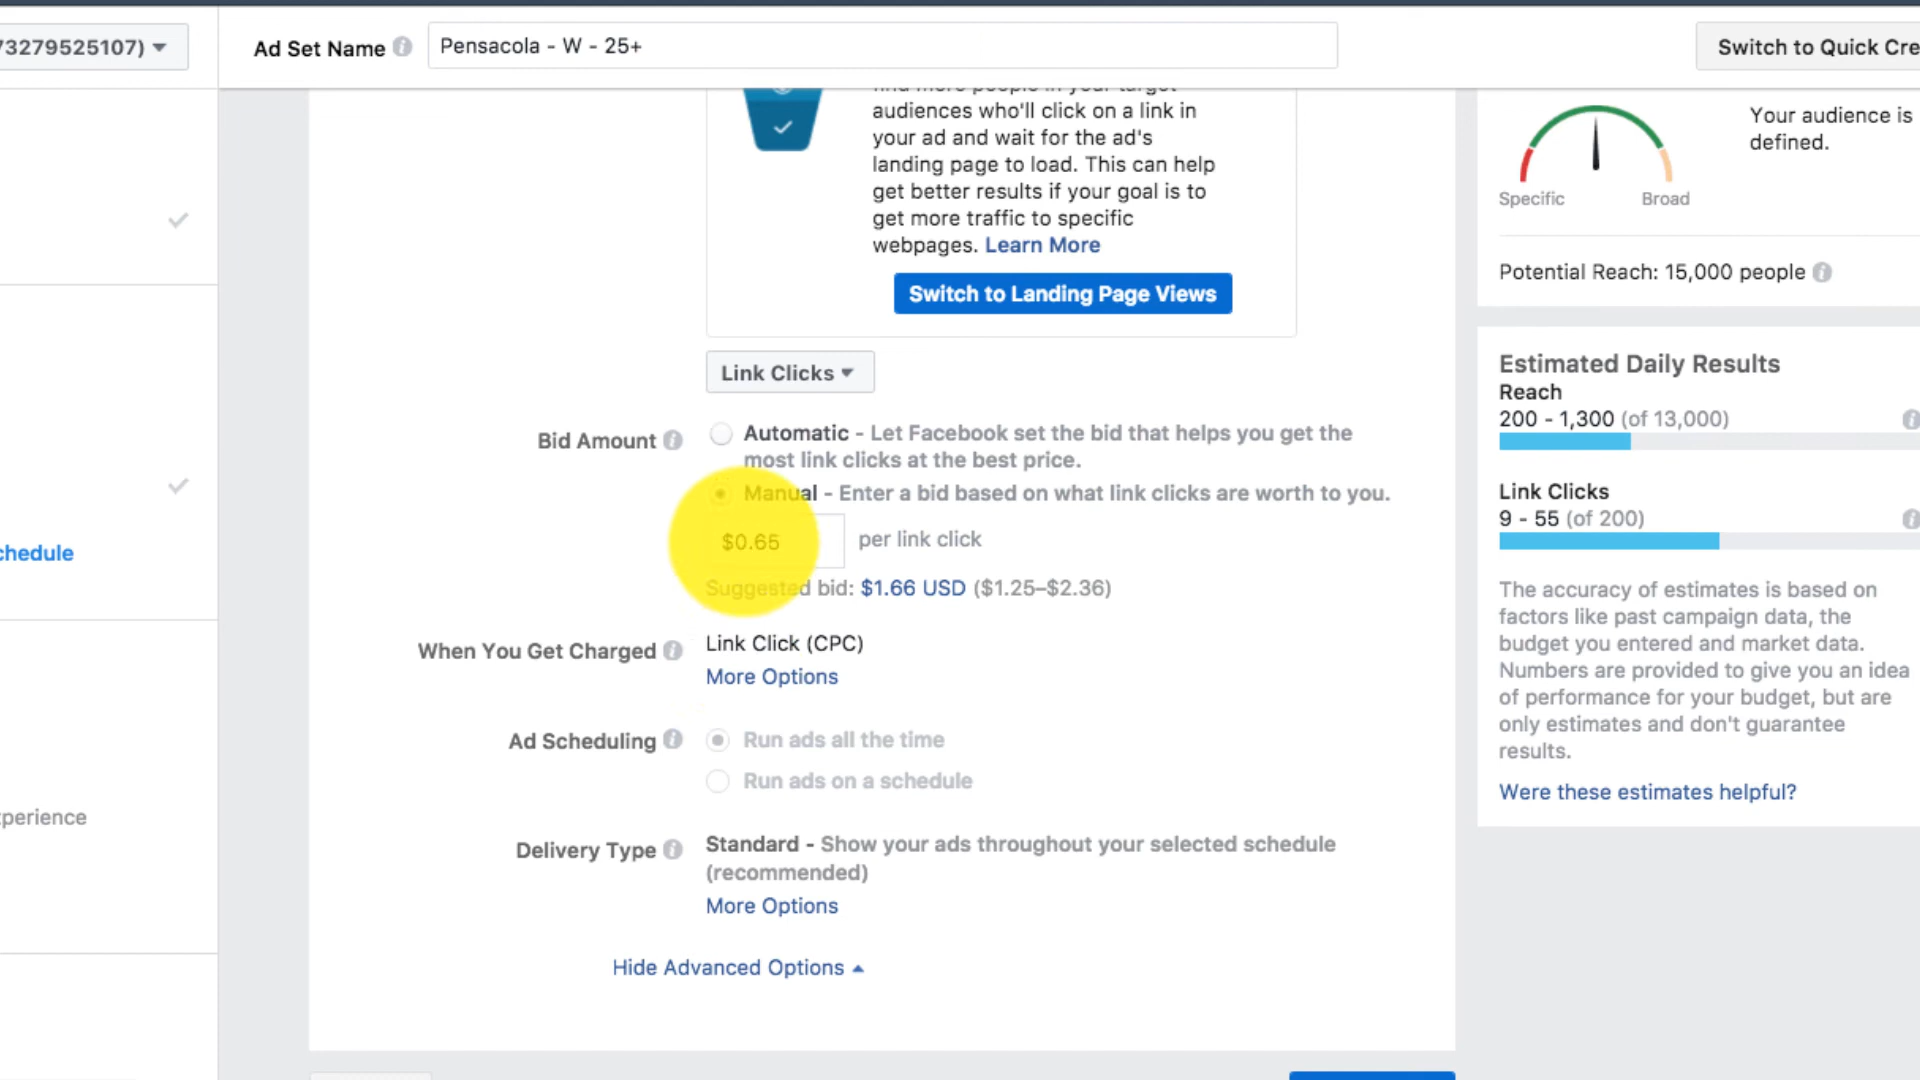 73279525107)
Ad Set Name
Pensacola - W - 25+
Switch to Quick Cre
find more people in your target
audiences who'll click on a link in
your ad and wait for the ad's
landing page to load. This can help
get better results if your goal is to
get more traffic to specific
webpages. Learn More
Switch to Landing Page Views
Link Clicks
Bid Amount
Automatic - Let Facebook set the bid that helps you get the
most link clicks at the best price.
Manual - Enter a bid based on what link clicks are worth to you.
$0.65
per link click
Suggested bid: $1.66 USD ($1.25–$2.36)
When You Get Charged
Link Click (CPC)
More Options
Ad Scheduling
Run ads all the time
Run ads on a schedule
Delivery Type
Standard - Show your ads throughout your selected schedule
(recommended)
More Options
Hide Advanced Options
chedule
xperience
Your audience is
defined.
Specific
Broad
Potential Reach: 15,000 people
Estimated Daily Results
Reach
200 - 1,300 (of 13,000)
Link Clicks
9 - 55 (of 200)
The accuracy of estimates is based on
factors like past campaign data, the
budget you entered and market data.
Numbers are provided to give you an idea
of performance for your budget, but are
only estimates and don't guarantee
results.
Were these estimates helpful?